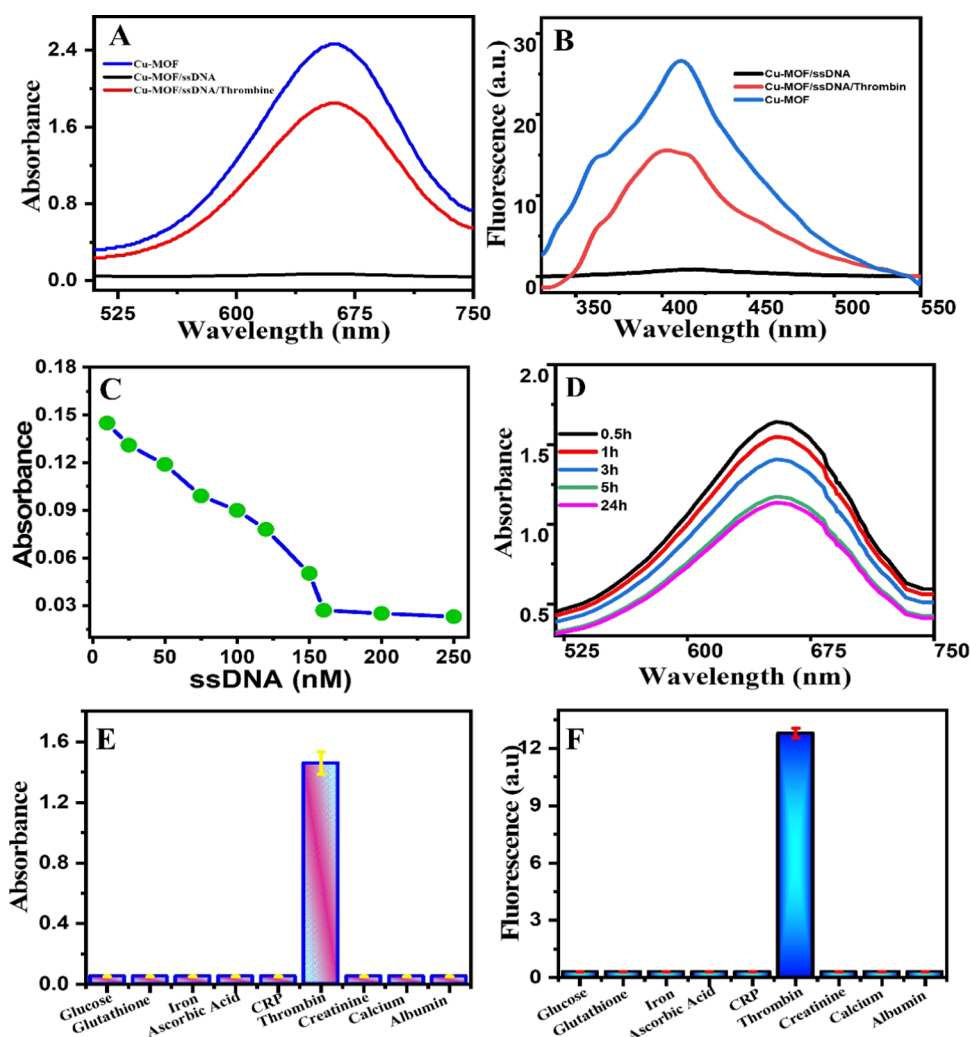 A
Cu-MOF
Cu-MOF/ssDNA
Cu-MOF/ssDNA/Thrombine
Absorbance
2.4
1.6
0.8
0.0
525 600 675 750
Wavelength (nm)
B
Cu-MOF/ssDNA
Cu-MOF/ssDNA/Thrombin
Cu-MOF
Fluorescence (a.u.)
30
20
10
0
350 400 450 500 550
Wavelength (nm)
C
Absorbance
0.18
0.15
0.12
0.09
0.06
0.03
0 50 100 150 200 250
ssDNA (nM)
D
0.5h
1h
3h
5h
24h
Absorbance
2.0
1.5
1.0
0.5
525 600 675 750
Wavelength (nm)
E
Absorbance
1.6
1.2
0.8
0.4
0.0
Glucose
Glutathione
Iron
Ascorbic Acid
CRP
Thrombin
Creatinine
Calcium
Albumin
F
Fluorescence (a.u)
12
9
6
3
0
Glucose
Glutathione
Iron
Ascorbic Acid
CRP
Thrombin
Creatinine
Calcium
Albumin